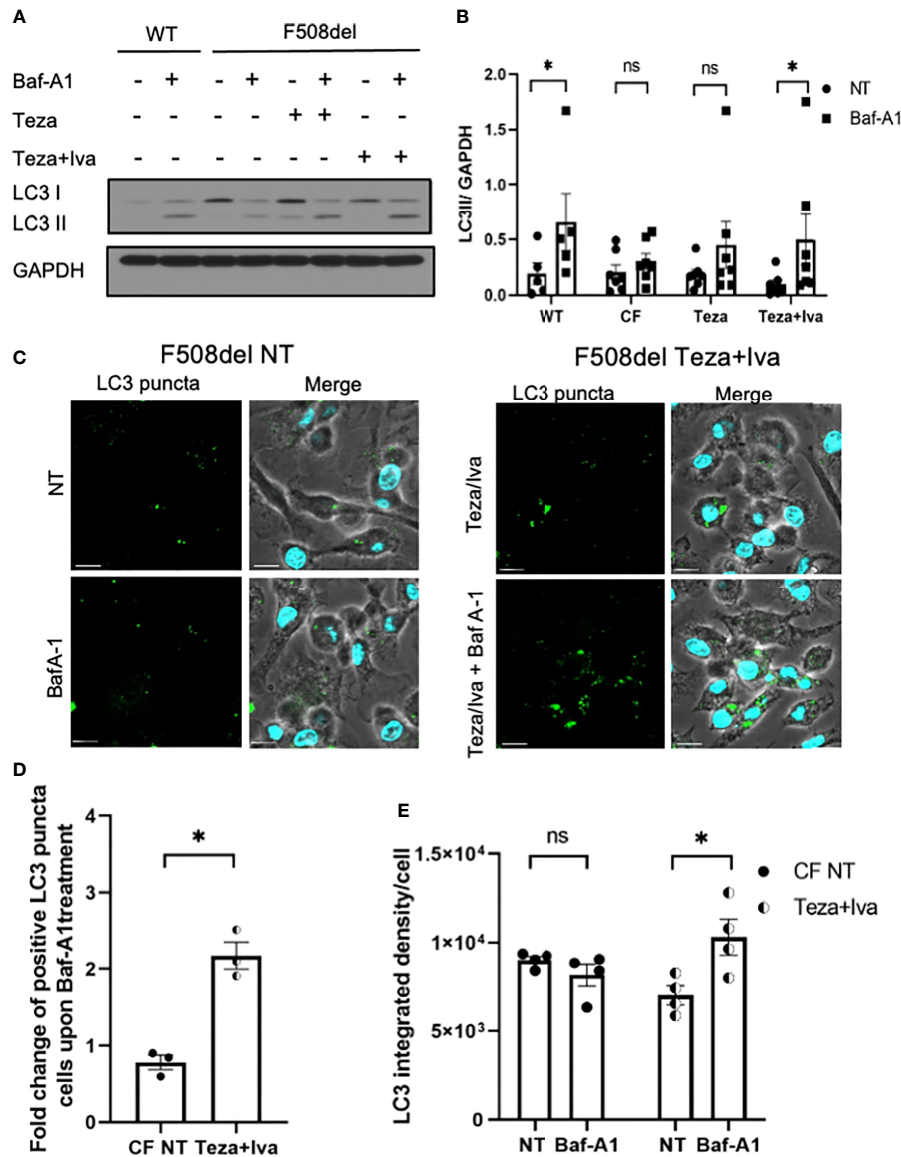 A
WT
F508del
Baf-A1 - + - + - + - +
Teza - - - - + + - -
Teza+Iva - - - - - - + +
LC3 I
LC3 II
GAPDH
B
LC3II/ GAPDH
2.0
1.5
1.0
0.5
0.0
* ns ns *
NT
Baf-A1
WT CF Teza Teza+Iva
C
F508del NT
LC3 puncta Merge
NT
BafA-1
F508del Teza+Iva
LC3 puncta Merge
Teza/Iva
Teza/Iva + Baf A-1
D
Fold change of positive LC3 puncta
cells upon Baf-A1treatment
4
3
2
1
0
*
CF NT Teza+Iva
E
LC3 integrated density/cell
1.5×10⁴
1×10⁴
5×10³
0
ns *
CF NT
Teza+Iva
NT Baf-A1 NT Baf-A1